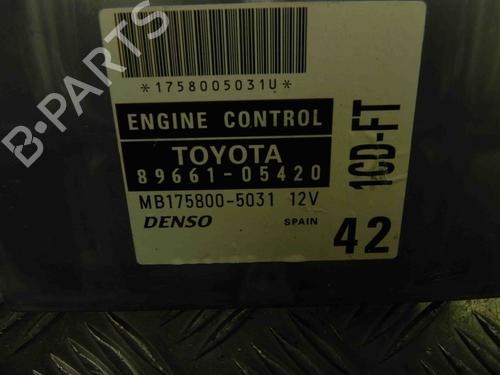 B-PARTS
*1758005031U*
ENGINE CONTROL
TOYOTA
89661-05420
MB175800-5031 12V
DENSO
SPAIN
42
1CD-FT